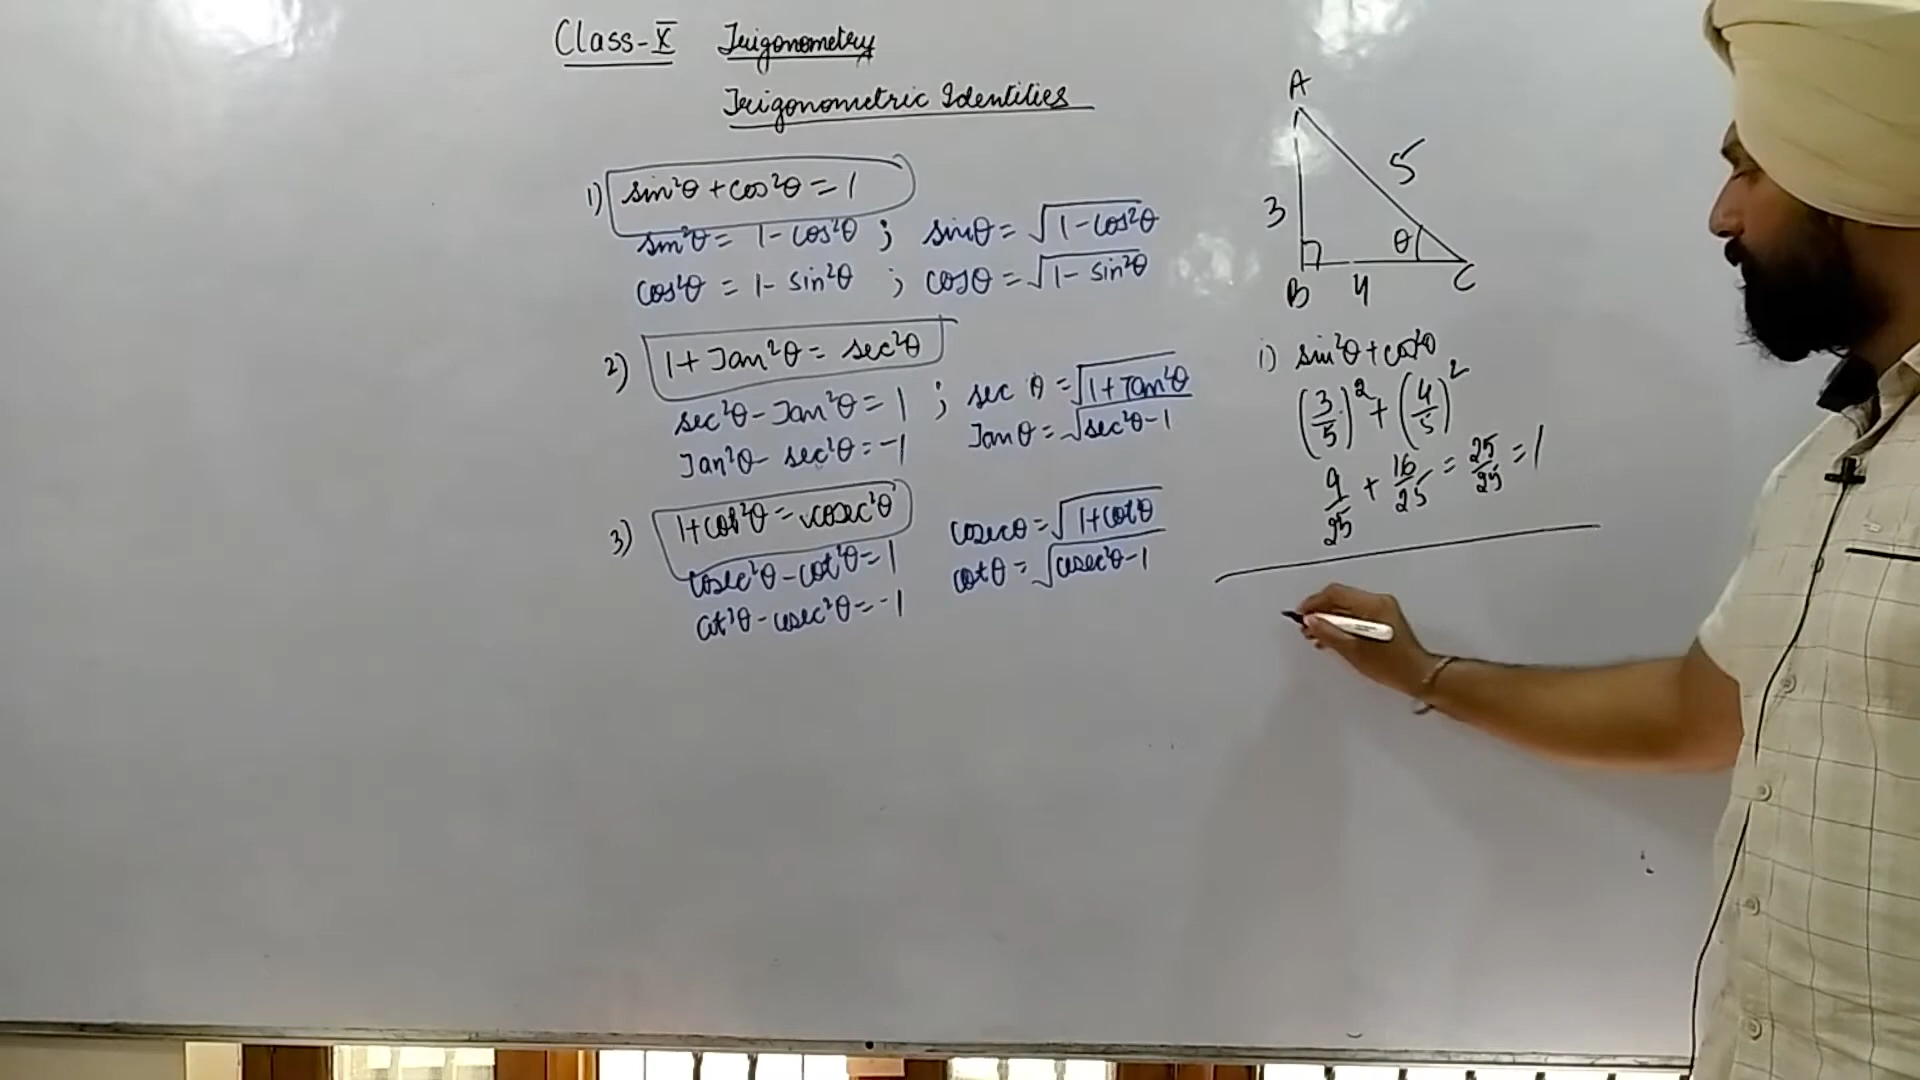 Class-X Trigonometry
Trigonometric Identities
1) sin²θ + cos²θ = 1
sin²θ = 1 - cos²θ ; sinθ = √(1 - cos²θ)
cos²θ = 1 - sin²θ ; cosθ = √(1 - sin²θ)
2) 1 + Tan²θ = sec²θ
sec²θ - Tan²θ = 1 ; sec θ = √(1 + Tan²θ)
Tan²θ - sec²θ = -1 Tanθ = √(sec²θ - 1)
3) 1 + cot²θ = cosec²θ
cosec²θ - cot²θ = 1 cosecθ = √(1 + cot²θ)
cot²θ - cosec²θ = -1 cotθ = √(cosec²θ - 1)
A
5
3
θ
B 4 C
i) sin²θ + cos²θ
(3/5)² + (4/5)²
9/25 + 16/25 = 25/25 = 1